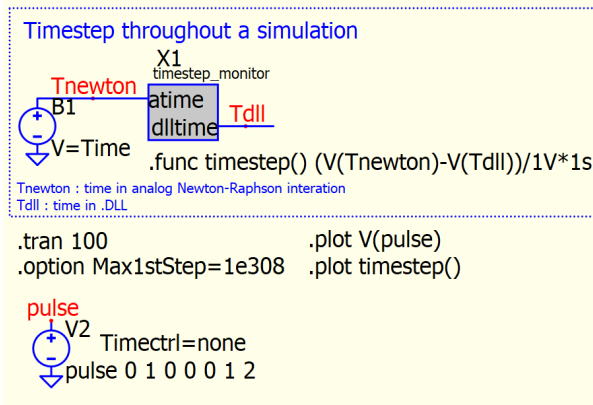 Timestep throughout a simulation
X1
timestep_monitor
Tnewton
B1
atime
Tdll
dlltime
V=Time
.func timestep() (V(Tnewton)-V(Tdll))/1V*1s
Tnewton : time in analog Newton-Raphson interation
Tdll : time in .DLL
.tran 100
.plot V(pulse)
.option Max1stStep=1e308
.plot timestep()
pulse
V2
Timectrl=none
pulse 0 1 0 0 0 1 2